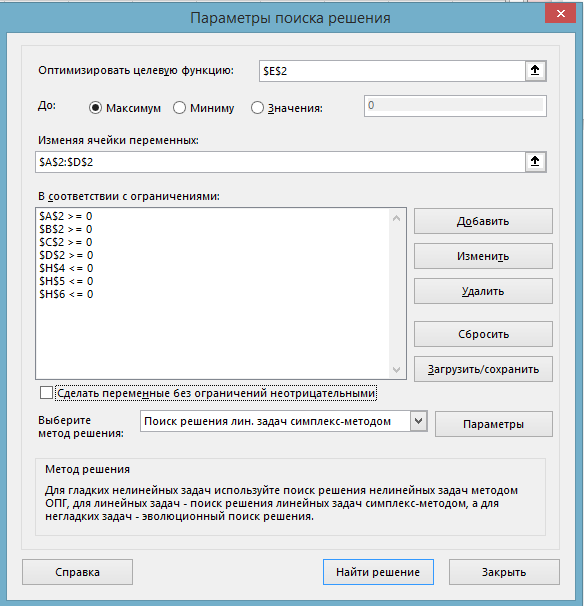 Параметры поиска решения
Оптимизировать целевую функцию: $E$2
До: Максимум Миниму Значения: 0
Изменяя ячейки переменных:
$A$2:$D$2
В соответствии с ограничениями:
$A$2 >= 0
$B$2 >= 0
$C$2 >= 0
$D$2 >= 0
$H$4 <= 0
$H$5 <= 0
$H$6 <= 0
Добавить
Изменить
Удалить
Сбросить
Загрузить/сохранить
Сделать переменные без ограничений неотрицательными
Выберите
метод решения:
Поиск решения лин. задач симплекс-методом
Параметры
Метод решения
Для гладких нелинейных задач используйте поиск решения нелинейных задач методом
ОПГ, для линейных задач - поиск решения линейных задач симплекс-методом, а для
негладких задач - эволюционный поиск решения.
Справка
Найти решение
Закрыть